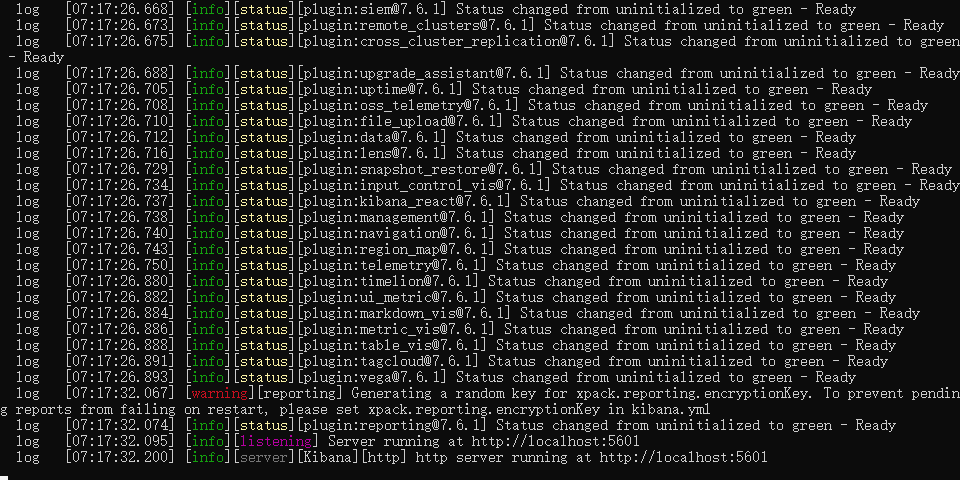 log   [07:17:26.668] [info][status][plugin:siem@7.6.1] Status changed from uninitialized to green - Ready
log   [07:17:26.673] [info][status][plugin:remote_clusters@7.6.1] Status changed from uninitialized to green - Ready
log   [07:17:26.675] [info][status][plugin:cross_cluster_replication@7.6.1] Status changed from uninitialized to green
- Ready
log   [07:17:26.688] [info][status][plugin:upgrade_assistant@7.6.1] Status changed from uninitialized to green - Ready
log   [07:17:26.705] [info][status][plugin:uptime@7.6.1] Status changed from uninitialized to green - Ready
log   [07:17:26.708] [info][status][plugin:oss_telemetry@7.6.1] Status changed from uninitialized to green - Ready
log   [07:17:26.710] [info][status][plugin:file_upload@7.6.1] Status changed from uninitialized to green - Ready
log   [07:17:26.712] [info][status][plugin:data@7.6.1] Status changed from uninitialized to green - Ready
log   [07:17:26.716] [info][status][plugin:lens@7.6.1] Status changed from uninitialized to green - Ready
log   [07:17:26.729] [info][status][plugin:snapshot_restore@7.6.1] Status changed from uninitialized to green - Ready
log   [07:17:26.734] [info][status][plugin:input_control_vis@7.6.1] Status changed from uninitialized to green - Ready
log   [07:17:26.737] [info][status][plugin:kibana_react@7.6.1] Status changed from uninitialized to green - Ready
log   [07:17:26.738] [info][status][plugin:management@7.6.1] Status changed from uninitialized to green - Ready
log   [07:17:26.740] [info][status][plugin:navigation@7.6.1] Status changed from uninitialized to green - Ready
log   [07:17:26.743] [info][status][plugin:region_map@7.6.1] Status changed from uninitialized to green - Ready
log   [07:17:26.750] [info][status][plugin:telemetry@7.6.1] Status changed from uninitialized to green - Ready
log   [07:17:26.880] [info][status][plugin:timelion@7.6.1] Status changed from uninitialized to green - Ready
log   [07:17:26.882] [info][status][plugin:ui_metric@7.6.1] Status changed from uninitialized to green - Ready
log   [07:17:26.884] [info][status][plugin:markdown_vis@7.6.1] Status changed from uninitialized to green - Ready
log   [07:17:26.886] [info][status][plugin:metric_vis@7.6.1] Status changed from uninitialized to green - Ready
log   [07:17:26.888] [info][status][plugin:table_vis@7.6.1] Status changed from uninitialized to green - Ready
log   [07:17:26.891] [info][status][plugin:tagcloud@7.6.1] Status changed from uninitialized to green - Ready
log   [07:17:26.893] [info][status][plugin:vega@7.6.1] Status changed from uninitialized to green - Ready
log   [07:17:32.067] [warning][reporting] Generating a random key for xpack.reporting.encryptionKey. To prevent pendin
g reports from failing on restart, please set xpack.reporting.encryptionKey in kibana.yml
log   [07:17:32.074] [info][status][plugin:reporting@7.6.1] Status changed from uninitialized to green - Ready
log   [07:17:32.095] [info][listening] Server running at http://localhost:5601
log   [07:17:32.200] [info][server][Kibana][http] http server running at http://localhost:5601